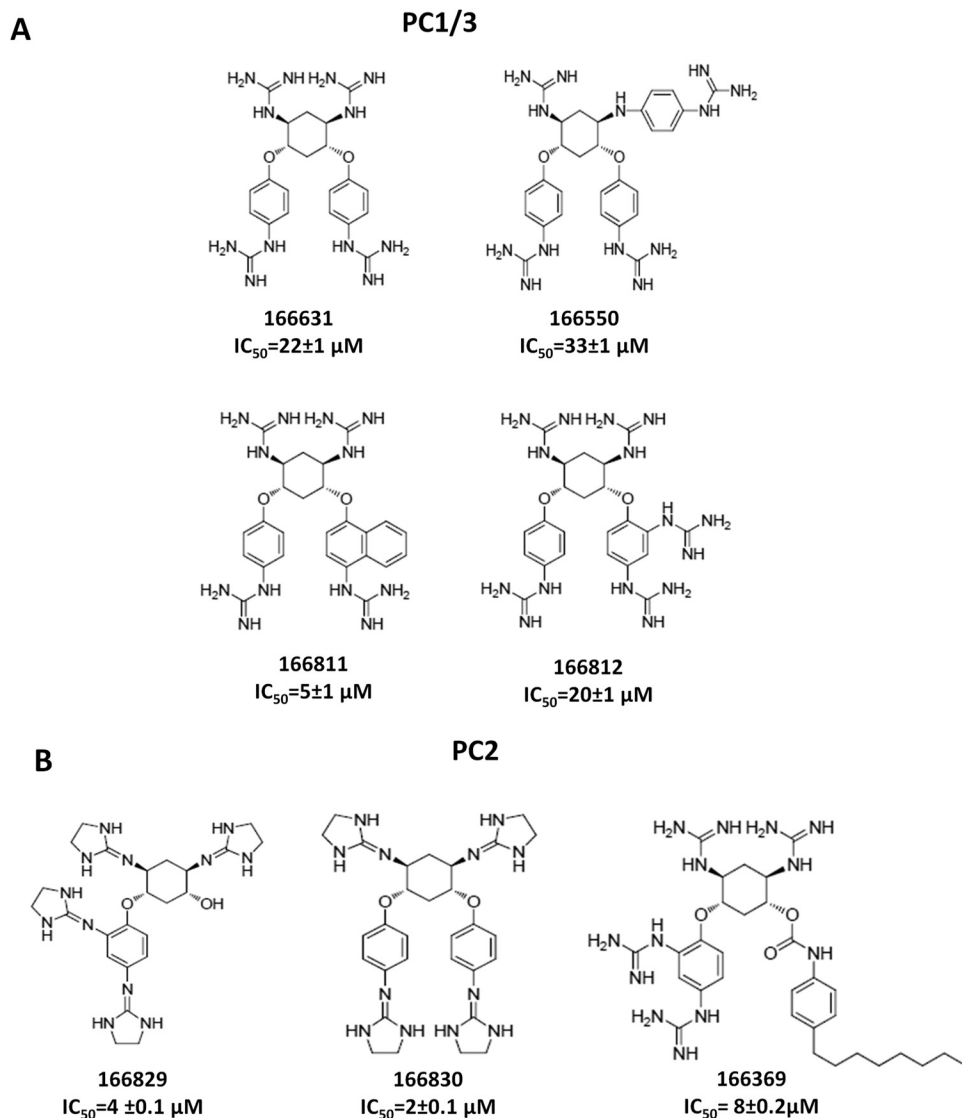 A
PC1/3
H2N NH H2N NH
HN NH
O O
H2N NH HN NH2
NH NH
166631
IC50=22±1 µM
H2N NH
HN H N NH NH2 N H
O O
H2N NH HN NH2
NH NH
166550
IC50=33±1 µM
H2N NH H2N NH
HN NH
O O
H2N NH HN NH2
NH NH
166811
IC50=5±1 µM
H2N NH H2N NH
HN NH
O O H N NH2 NH
H2N NH HN NH2
NH NH
166812
IC50=20±1 µM
B
PC2
NH HN
N H N N N H
NH O OH
N H N
N
HN NH
166829
IC50=4 ±0.1 µM
NH HN
N H N N N H
O O
N N
HN NH HN NH
166830
IC50=2±0.1 µM
H2N NH H2N NH
HN NH
O O
H2N H N O NH
NH
H2N NH
NH
166369
IC50= 8±0.2µM